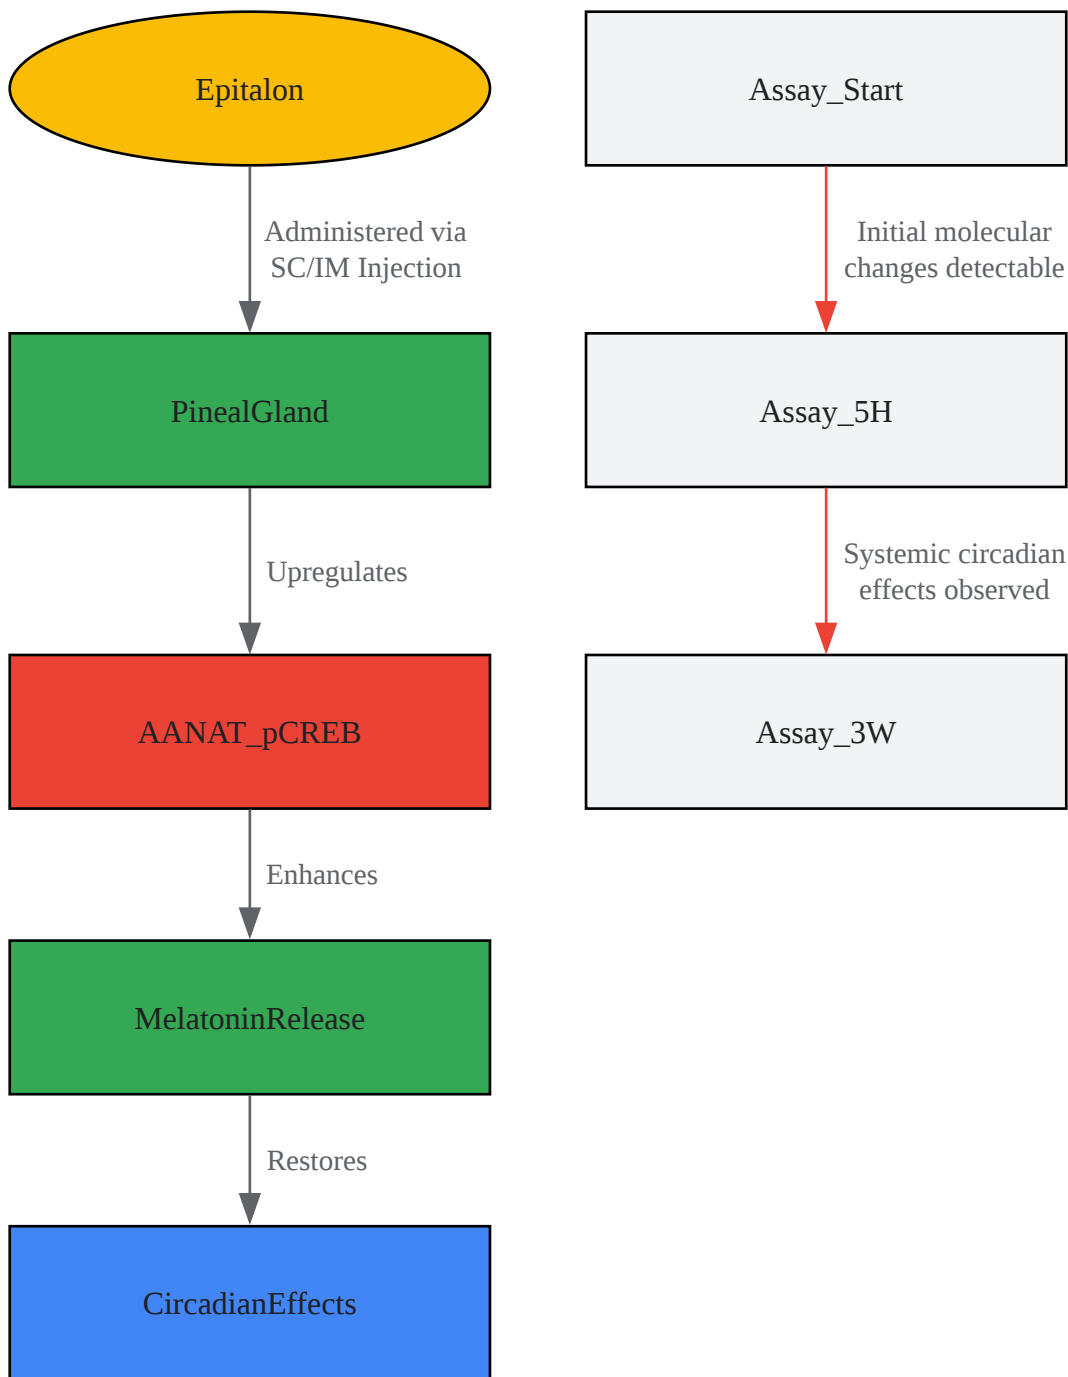 Epitalon
Administered via
SC/IM Injection
PinealGland
Upregulates
AANAT_pCREB
Enhances
MelatoninRelease
Restores
CircadianEffects
Assay_Start
Initial molecular
changes detectable
Assay_5H
Systemic circadian
effects observed
Assay_3W